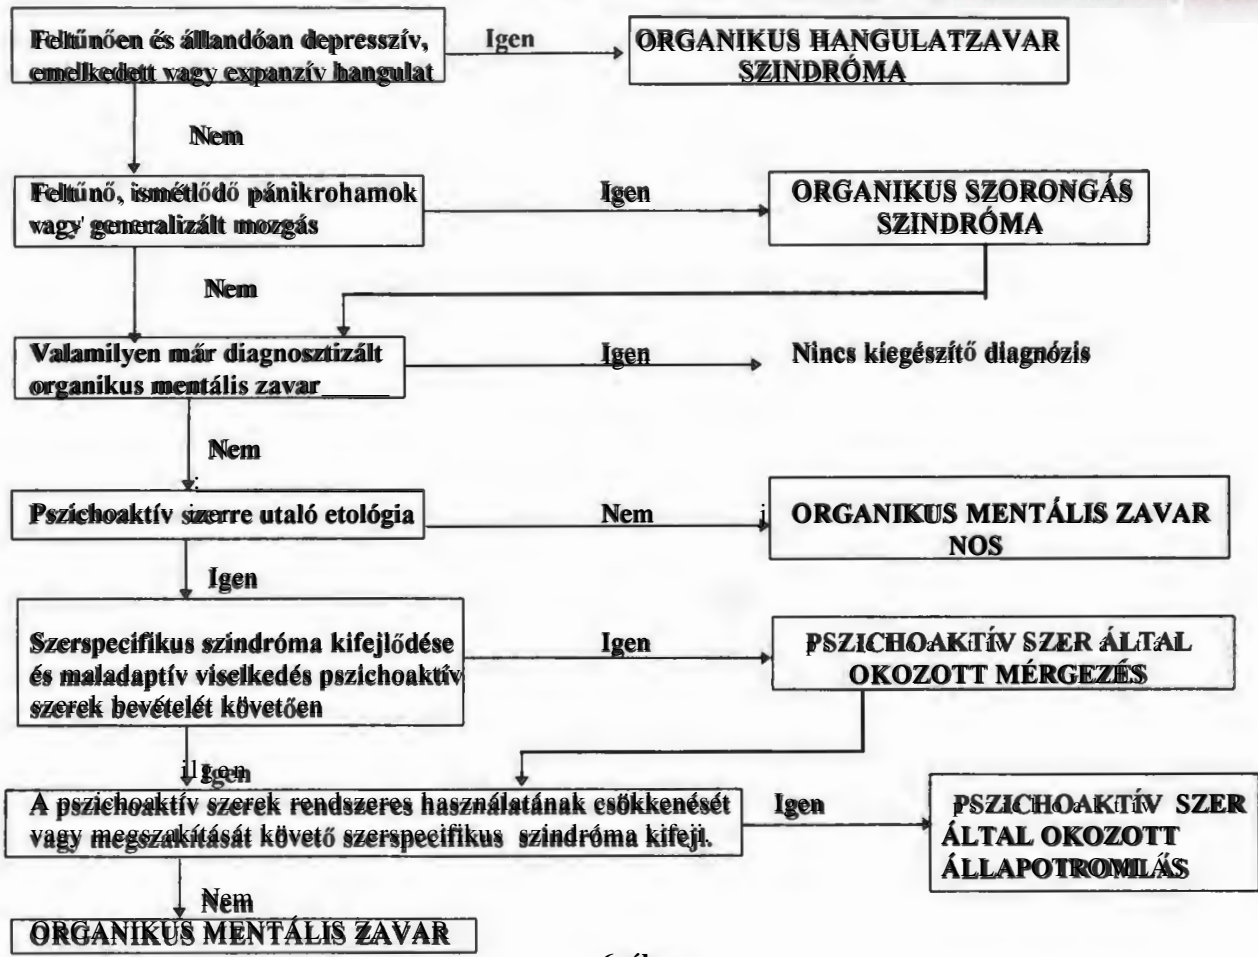 Feltűnően és állandóan depresszív,
emelkedett vagy expanzív hangulat
Igen
ORGANIKUS HANGULATZAVAR
SZINDRÓMA
Nem
Feltűnő, ismétlődő pánikrohamok
vagy generalizált mozgás
Igen
ORGANIKUS SZORONGÁS
SZINDRÓMA
Nem
Valamilyen már diagnosztizált
organikus mentális zavar
Igen
Nincs kiegészítő diagnózis
Nem
Pszichoaktív szerre utaló etológia
Nem
ORGANIKUS MENTÁLIS ZAVAR
NOS
Igen
Szerspecifikus szindróma kifejlődése
és maladaptív viselkedés pszichoaktív
szerek bevételét követően
Igen
PSZICHOAKTÍV SZER ÁLTAL
OKOZOTT MÉRGEZÉS
Igen
A pszichoaktív szerek rendszeres használatának csökkenését
vagy megszakítását követő szerspecifikus szindróma kifejl.
Igen
PSZICHOAKTÍV SZER
ÁLTAL OKOZOTT
ÁLLAPOTROMLÁS
Nem
ORGANIKUS MENTÁLIS ZAVAR